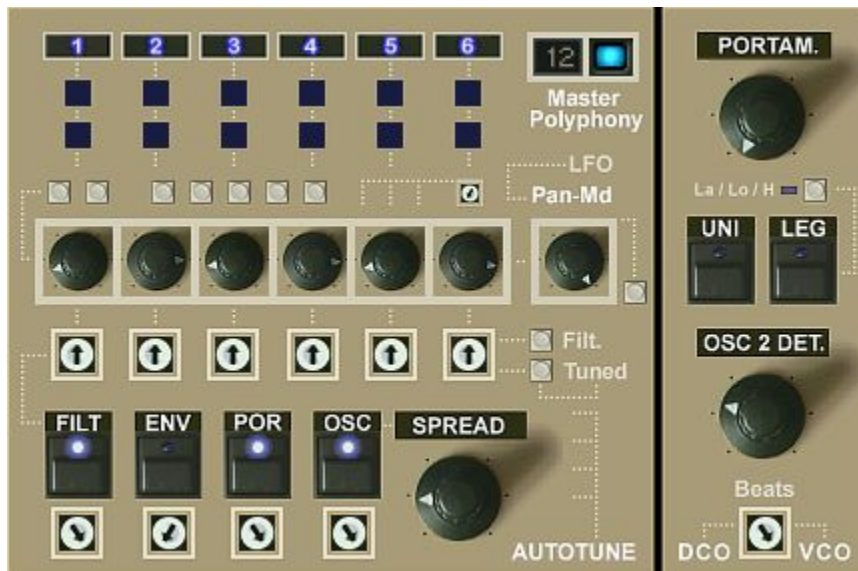 1 2 3 4 5 6
12
Master
Polyphony
LFO
Pan-Md
Filt.
Tuned
FILT ENV POR OSC
SPREAD
AUTOTUNE
PORTAM.
La / Lo / H
UNI LEG
OSC 2 DET.
Beats
DCO VCO